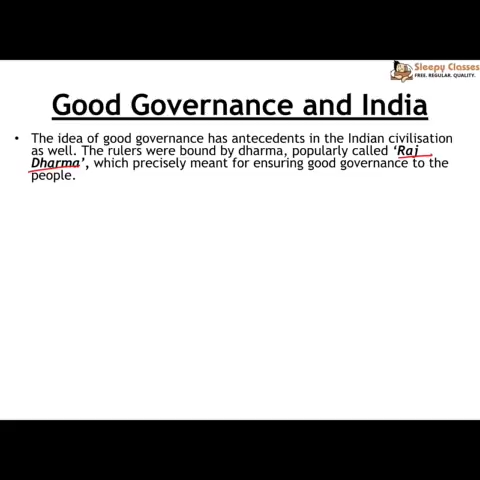 Sleepy Classes
FREE. REGULAR. QUALITY.
Good Governance and India
• The idea of good governance has antecedents in the Indian civilisation
as well. The rulers were bound by dharma, popularly called ‘Raj
Dharma’, which precisely meant for ensuring good governance to the
people.